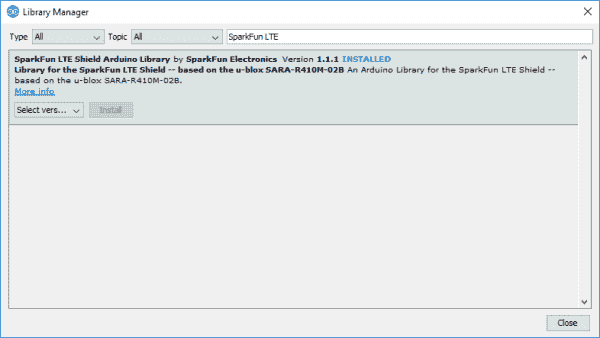 Library Manager
Type All Topic All SparkFun LTE
SparkFun LTE Shield Arduino Library by SparkFun Electronics Version 1.1.1 INSTALLED
Library for the SparkFun LTE Shield -- based on the u-blox SARA-R410M-02B An Arduino Library for the SparkFun LTE Shield --
based on the u-blox SARA-R410M-02B.
More info
Select vers... Install
Close